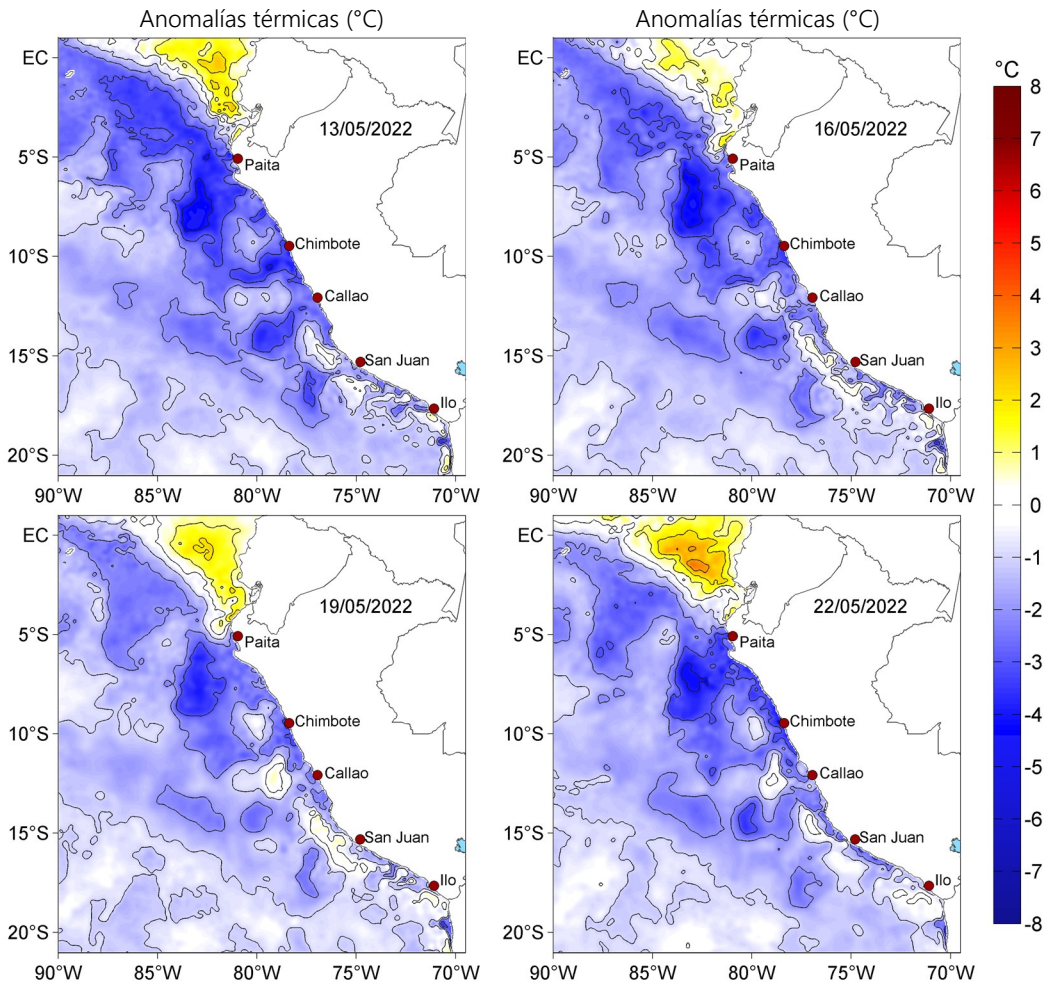 Anomalías térmicas (°C)
Anomalías térmicas (°C)
EC
5°S
10°S
15°S
20°S
90°W
85°W
80°W
75°W
70°W
13/05/2022
Paita
Chimbote
Callao
San Juan
Ilo
EC
5°S
10°S
15°S
20°S
90°W
85°W
80°W
75°W
70°W
16/05/2022
Paita
Chimbote
Callao
San Juan
Ilo
EC
5°S
10°S
15°S
20°S
90°W
85°W
80°W
75°W
70°W
19/05/2022
Paita
Chimbote
Callao
San Juan
Ilo
EC
5°S
10°S
15°S
20°S
90°W
85°W
80°W
75°W
70°W
22/05/2022
Paita
Chimbote
Callao
San Juan
Ilo
°C
8
7
6
5
4
3
2
1
0
-1
-2
-3
-4
-5
-6
-7
-8